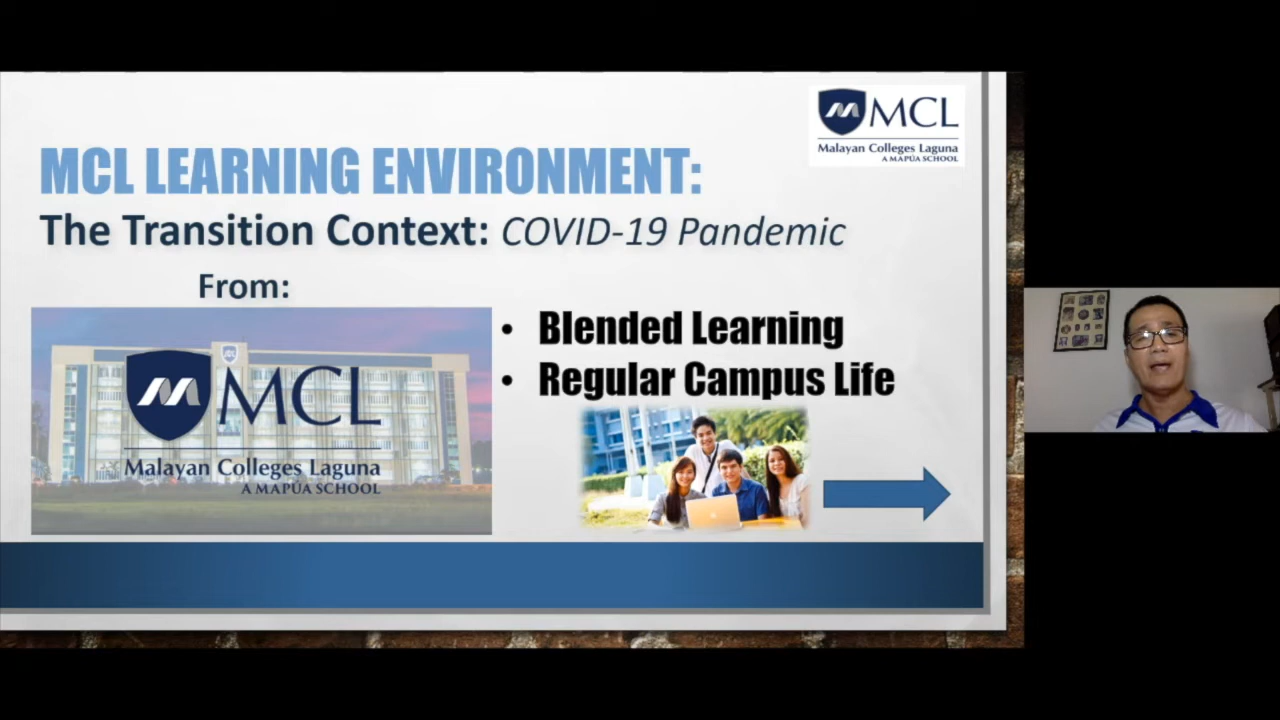 MCL
Malayan Colleges Laguna
A MAPÚA SCHOOL
MCL LEARNING ENVIRONMENT:
The Transition Context: COVID-19 Pandemic
From:
MCL
Malayan Colleges Laguna
A MAPÚA SCHOOL
• Blended Learning
• Regular Campus Life